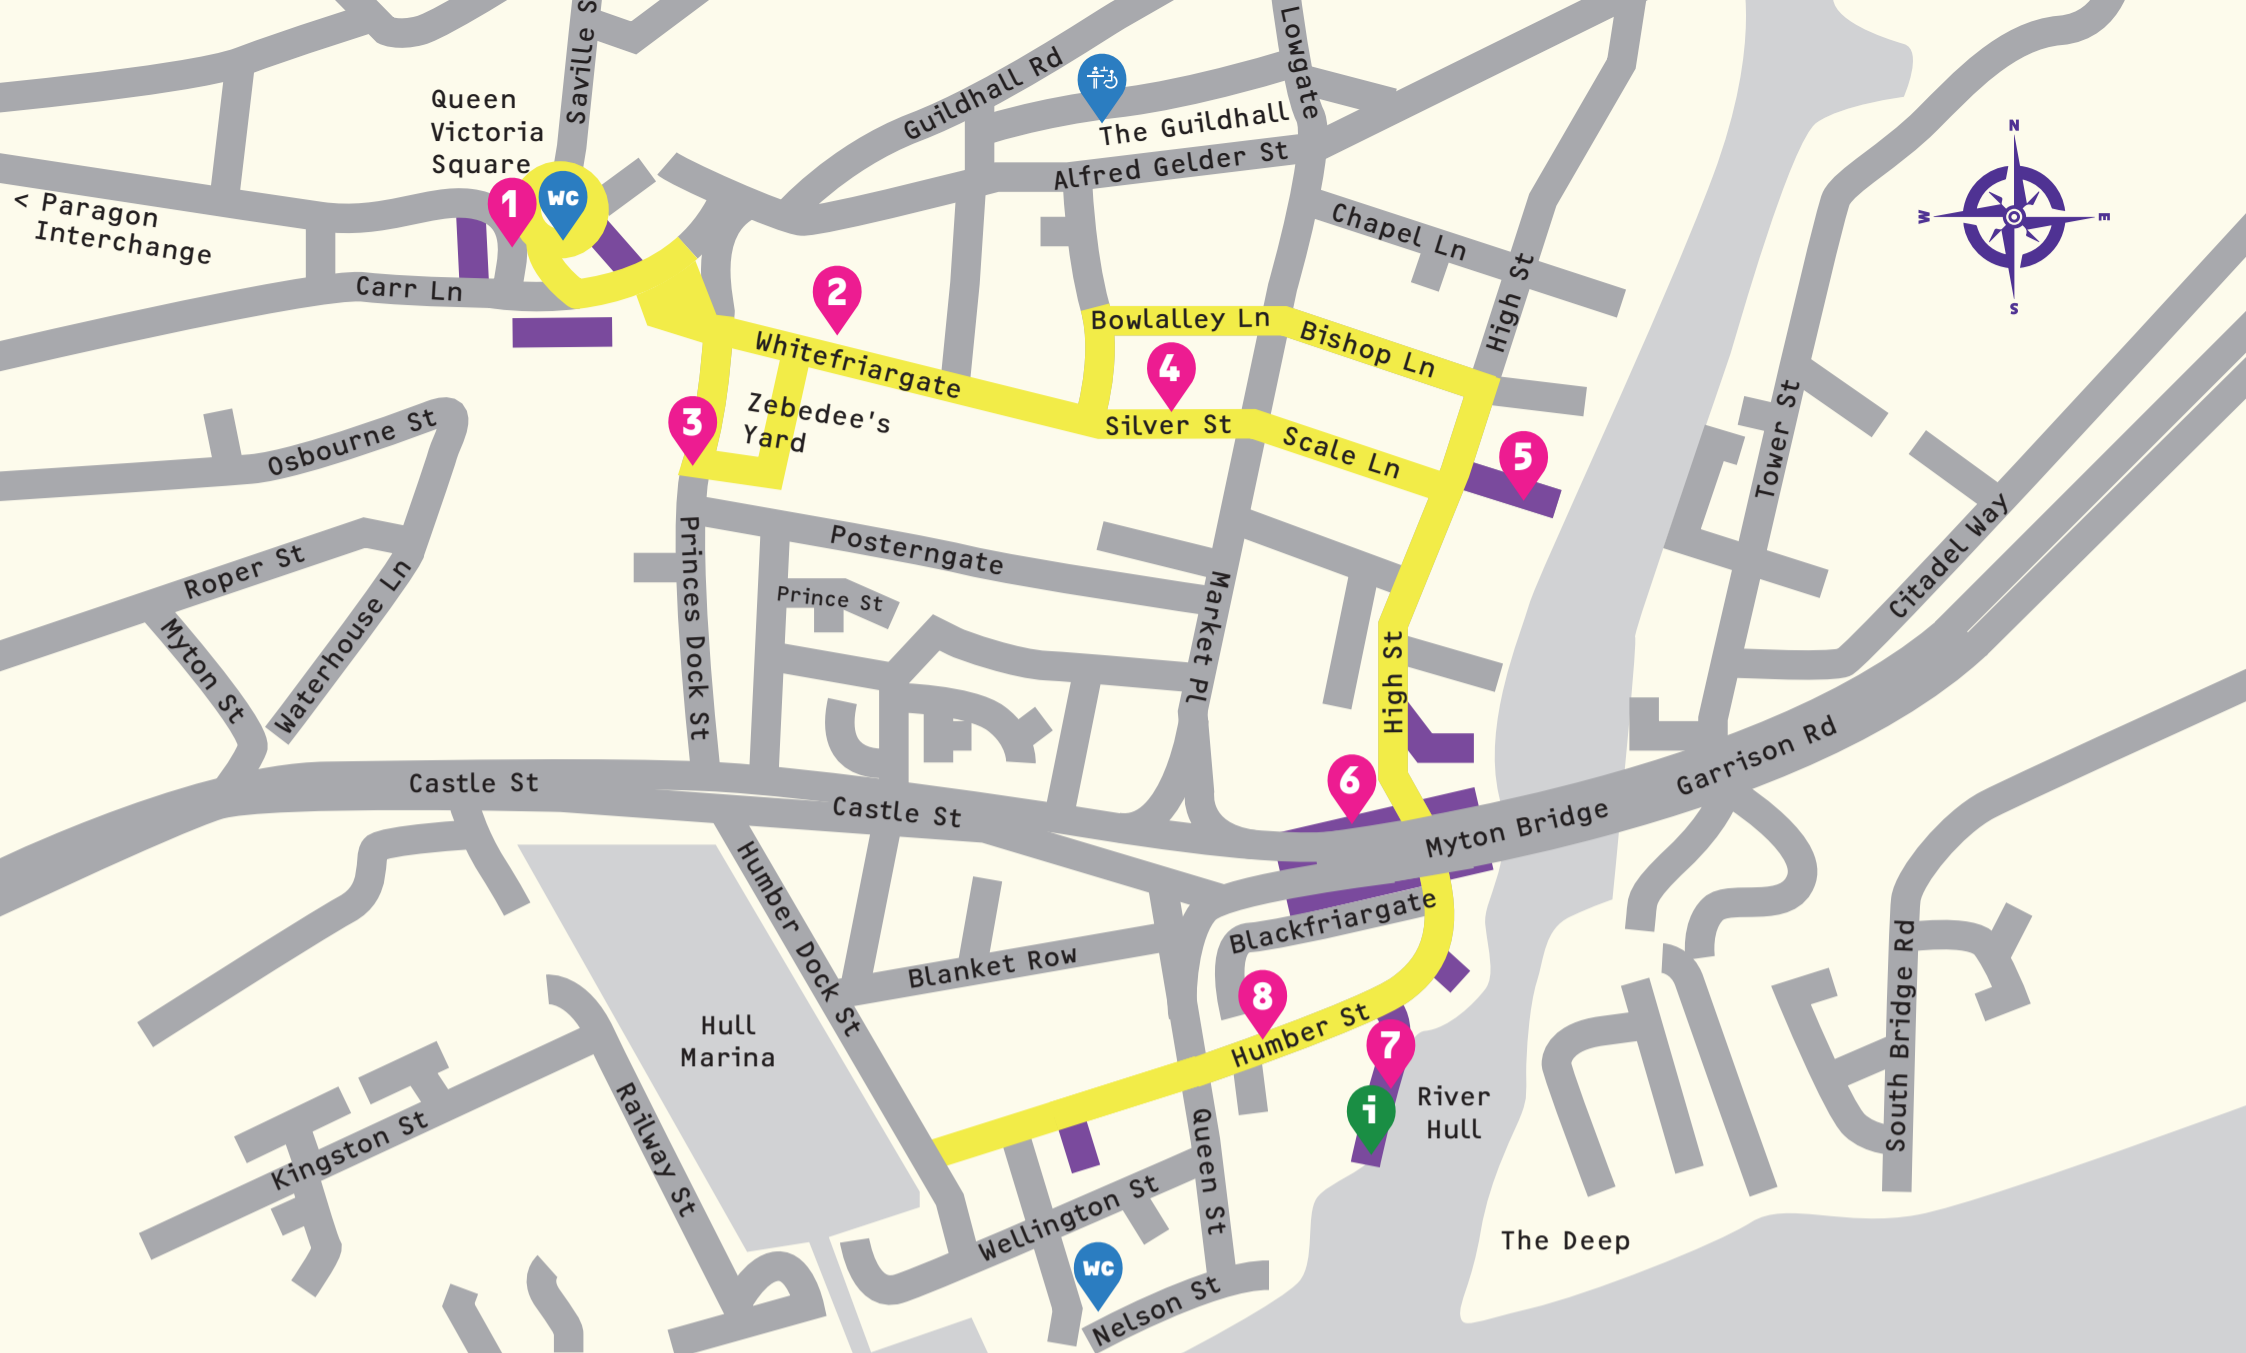 Saville S
Lowgate
Guildhall Rd
Queen
Victoria
Square
The Guildhall
N
Alfred Gelder St
1
WC
< Paragon
Interchange
W
E
Chapel Ln
S
Carr Ln
2
High St
Bowlalley Ln
Bishop Ln
Whitefriargate
4
Zebedee's
Yard
3
Silver St
Scale Ln
5
Tower St
Osbourne St
Citadel Way
Posterngate
Roper St
Prince St
Princes Dock St
Market Pl
Waterhouse Ln
Myton St
High St
Castle St
Castle St
6
Garrison Rd
Myton Bridge
Humber Dock St
Blackfriargate
Blanket Row
South Bridge Rd
8
Humber St
Hull
Marina
7
i
River
Hull
Kingston St
Railway St
Queen St
Wellington St
The Deep
WC
Nelson St